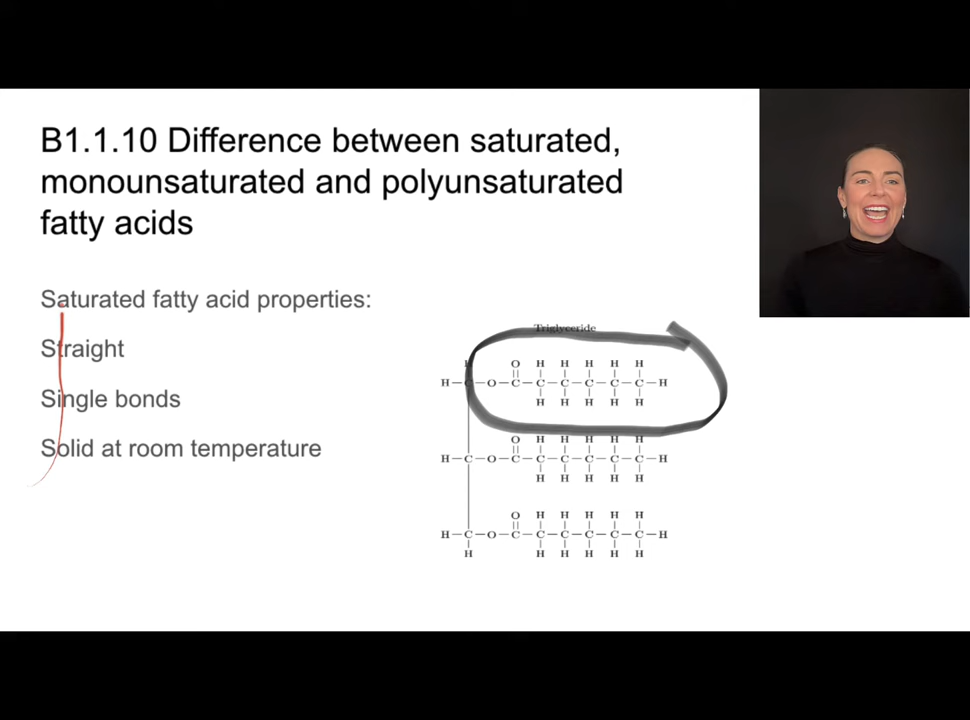 B1.1.10 Difference between saturated,
monounsaturated and polyunsaturated
fatty acids
Saturated fatty acid properties:
Straight
Single bonds
Solid at room temperature
Triglyceride
H O H H H H H
H—C—O—C—C—C—C—C—C—H
H H H H H
O H H H H H
H—C—O—C—C—C—C—C—C—H
H H H H H
O H H H H H
H—C—O—C—C—C—C—C—C—H
H H H H H H